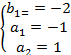 b₁₌ = −2
a₁ = −1
a₂ = 1